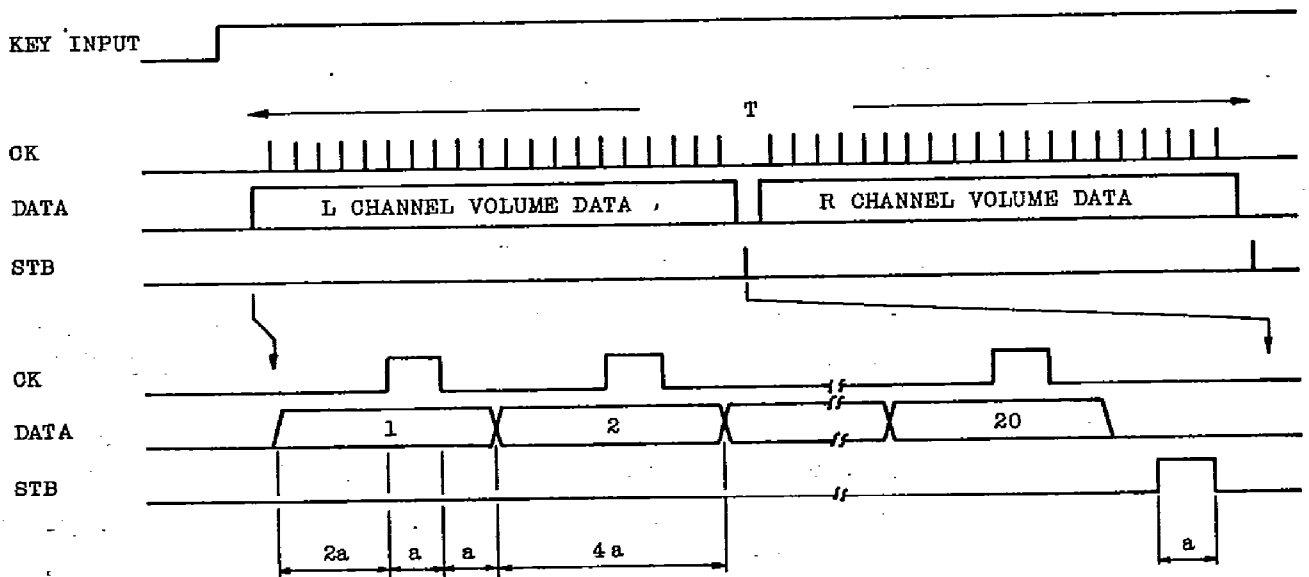 KEY INPUT
T
CK
DATA
L CHANNEL VOLUME DATA
R CHANNEL VOLUME DATA
STB
CK
DATA
1
2
20
STB
2a
a
a
4a
a